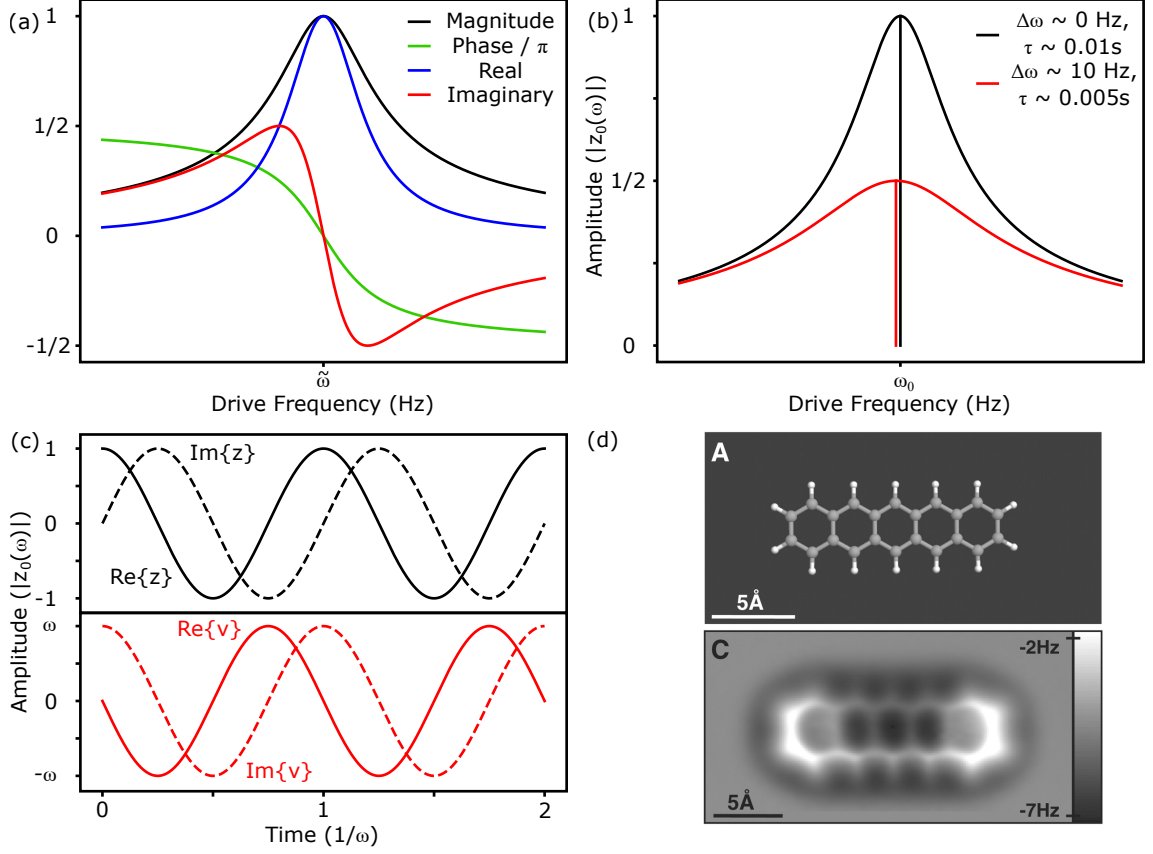 (a)
1
1/2
0
-1/2
Magnitude
Phase / π
Real
Imaginary
ω̃
Drive Frequency (Hz)
(b)
Amplitude (|z₀(ω)|)
1
1/2
0
Δω ~ 0 Hz,
τ ~ 0.01s
Δω ~ 10 Hz,
τ ~ 0.005s
ω₀
Drive Frequency (Hz)
(c)
Amplitude (|z₀(ω)|)
1
0
-1
Im{z}
Re{z}
ω
0
-ω
Re{v}
Im{v}
0
1
2
Time (1/ω)
(d)
A
5Å
C
-2Hz
5Å
-7Hz